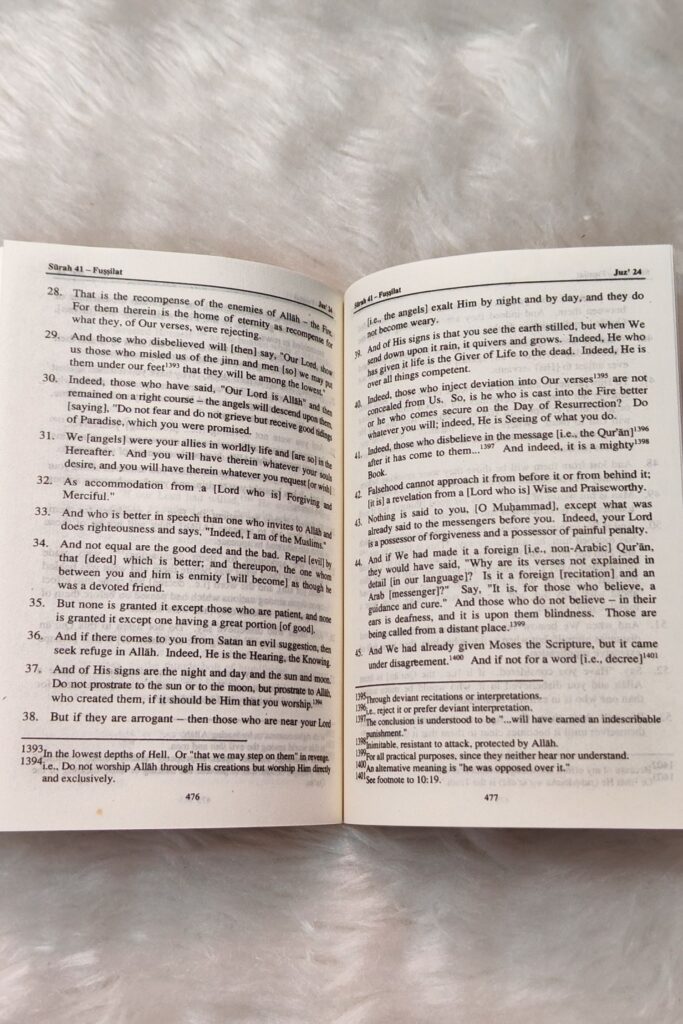 Sūrah 41 – Fuṣṣilat
Juz' 24
28. That is the recompense of the enemies of Allāh – the Fire.
For them therein is the home of eternity as recompense for
what they, of Our verses, were rejecting.
29. And those who disbelieved will [then] say, "Our Lord, show
us those who misled us of the jinn and men [so] we may put
them under our feet1393 that they will be among the lowest."
30. Indeed, those who have said, "Our Lord is Allāh" and then
remained on a right course – the angels will descend upon them,
[saying], "Do not fear and do not grieve but receive good tidings
of Paradise, which you were promised.
31. We [angels] were your allies in worldly life and [are so] in the
Hereafter. And you will have therein whatever your souls
desire, and you will have therein whatever you request [or wish]
32. As accommodation from a [Lord who is] Forgiving and
Merciful."
33. And who is better in speech than one who invites to Allāh and
does righteousness and says, "Indeed, I am of the Muslims."
34. And not equal are the good deed and the bad. Repel [evil] by
that [deed] which is better; and thereupon, the one whom
between you and him is enmity [will become] as though he
was a devoted friend.
35. But none is granted it except those who are patient, and none
is granted it except one having a great portion [of good].
36. And if there comes to you from Satan an evil suggestion, then
seek refuge in Allāh. Indeed, He is the Hearing, the Knowing.
37. And of His signs are the night and day and the sun and moon.
Do not prostrate to the sun or to the moon, but prostrate to Allāh,
who created them, if it should be Him that you worship.1394
38. But if they are arrogant – then those who are near your Lord
1393In the lowest depths of Hell. Or "that we may step on them" in revenge.
1394i.e., Do not worship Allāh through His creations but worship Him directly
and exclusively.
476
Sūrah 41 – Fuṣṣilat
Juz' 24
[i.e., the angels] exalt Him by night and by day, and they do
not become weary.
39. And of His signs is that you see the earth stilled, but when We
send down upon it rain, it quivers and grows. Indeed, He who
has given it life is the Giver of Life to the dead. Indeed, He is
over all things competent.
40. Indeed, those who inject deviation into Our verses1395 are not
concealed from Us. So, is he who is cast into the Fire better
or he who comes secure on the Day of Resurrection? Do
whatever you will; indeed, He is Seeing of what you do.
41. Indeed, those who disbelieve in the message [i.e., the Qur'ān]1396
after it has come to them...1397 And indeed, it is a mighty1398
Book.
42. Falsehood cannot approach it from before it or from behind it;
[it is] a revelation from a [Lord who is] Wise and Praiseworthy.
43. Nothing is said to you, [O Muḥammad], except what was
already said to the messengers before you. Indeed, your Lord
is a possessor of forgiveness and a possessor of painful penalty.
44. And if We had made it a foreign [i.e., non-Arabic] Qur'ān,
they would have said, "Why are its verses not explained in
detail [in our language]? Is it a foreign [recitation] and an
Arab [messenger]?" Say, "It is, for those who believe, a
guidance and cure." And those who do not believe – in their
ears is deafness, and it is upon them blindness. Those are
being called from a distant place.1399
45. And We had already given Moses the Scripture, but it came
under disagreement.1400 And if not for a word [i.e., decree]1401
1395Through deviant recitations or interpretations.
1396i.e., reject it or prefer deviant interpretation.
1397The conclusion is understood to be "...will have earned an indescribable
punishment."
1398Inimitable, resistant to attack, protected by Allāh.
1399For all practical purposes, since they neither hear nor understand.
1400An alternative meaning is "he was opposed over it."
1401See footnote to 10:19.
477